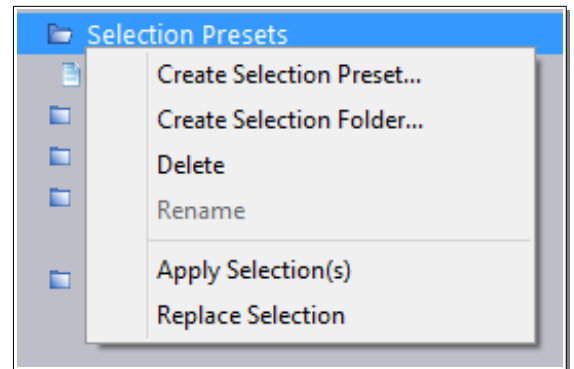 Selection Presets
Create Selection Preset...
Create Selection Folder...
Delete
Rename
Apply Selection(s)
Replace Selection